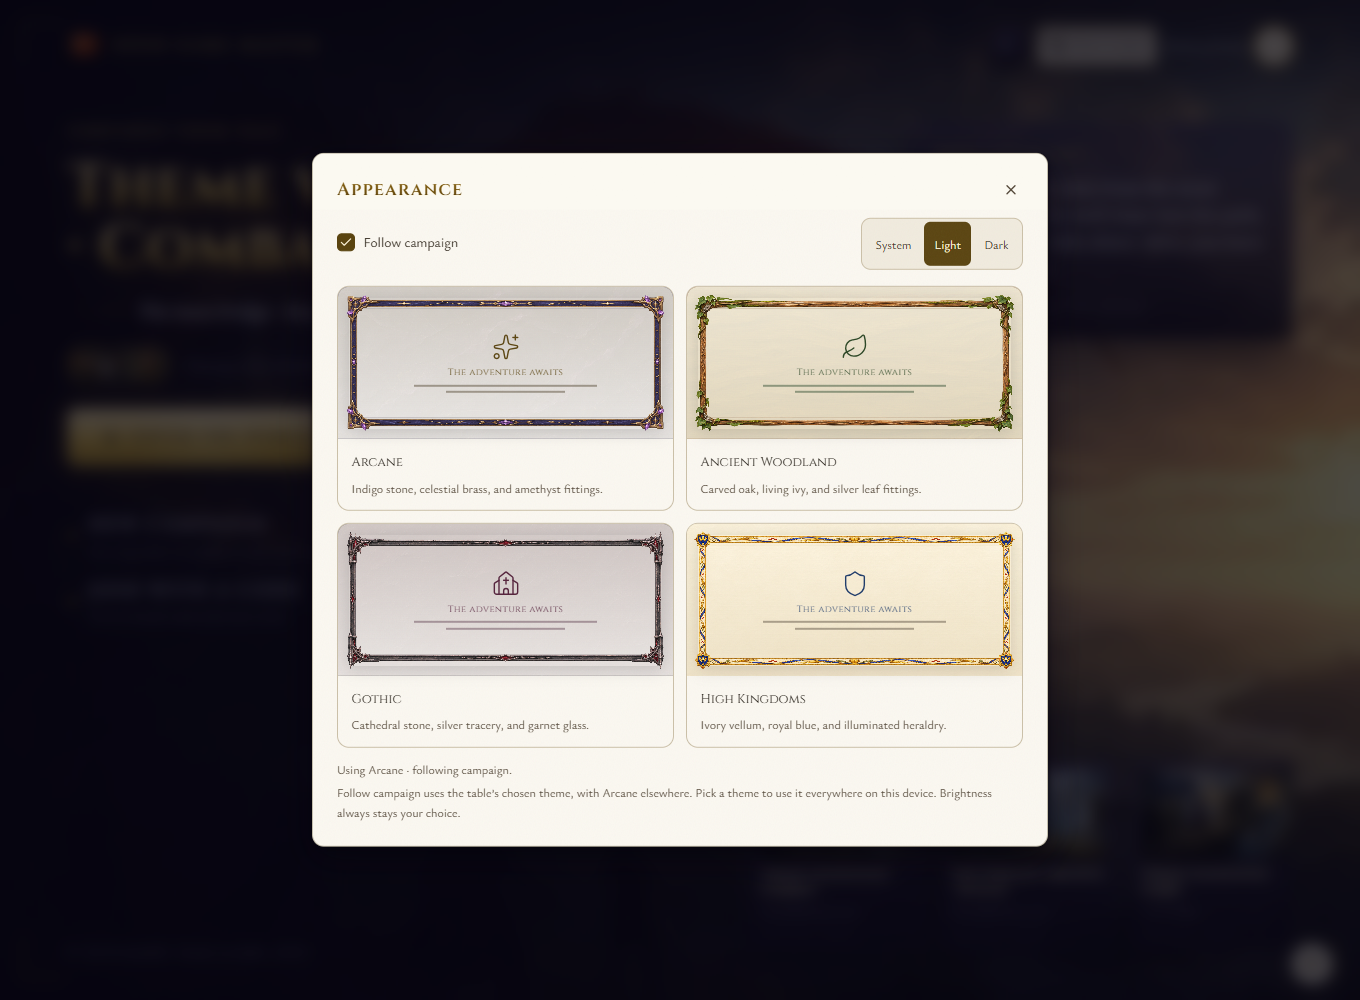 Appearance
Follow campaign
System Light Dark
The adventure awaits
The adventure awaits
Arcane
Indigo stone, celestial brass, and amethyst fittings.
Ancient Woodland
Carved oak, living ivy, and silver leaf fittings.
The adventure awaits
The adventure awaits
Gothic
Cathedral stone, silver tracery, and garnet glass.
High Kingdoms
Ivory vellum, royal blue, and illuminated heraldry.
Using Arcane · following campaign.
Follow campaign uses the table's chosen theme, with Arcane elsewhere. Pick a theme to use it everywhere on this device. Brightness
always stays your choice.